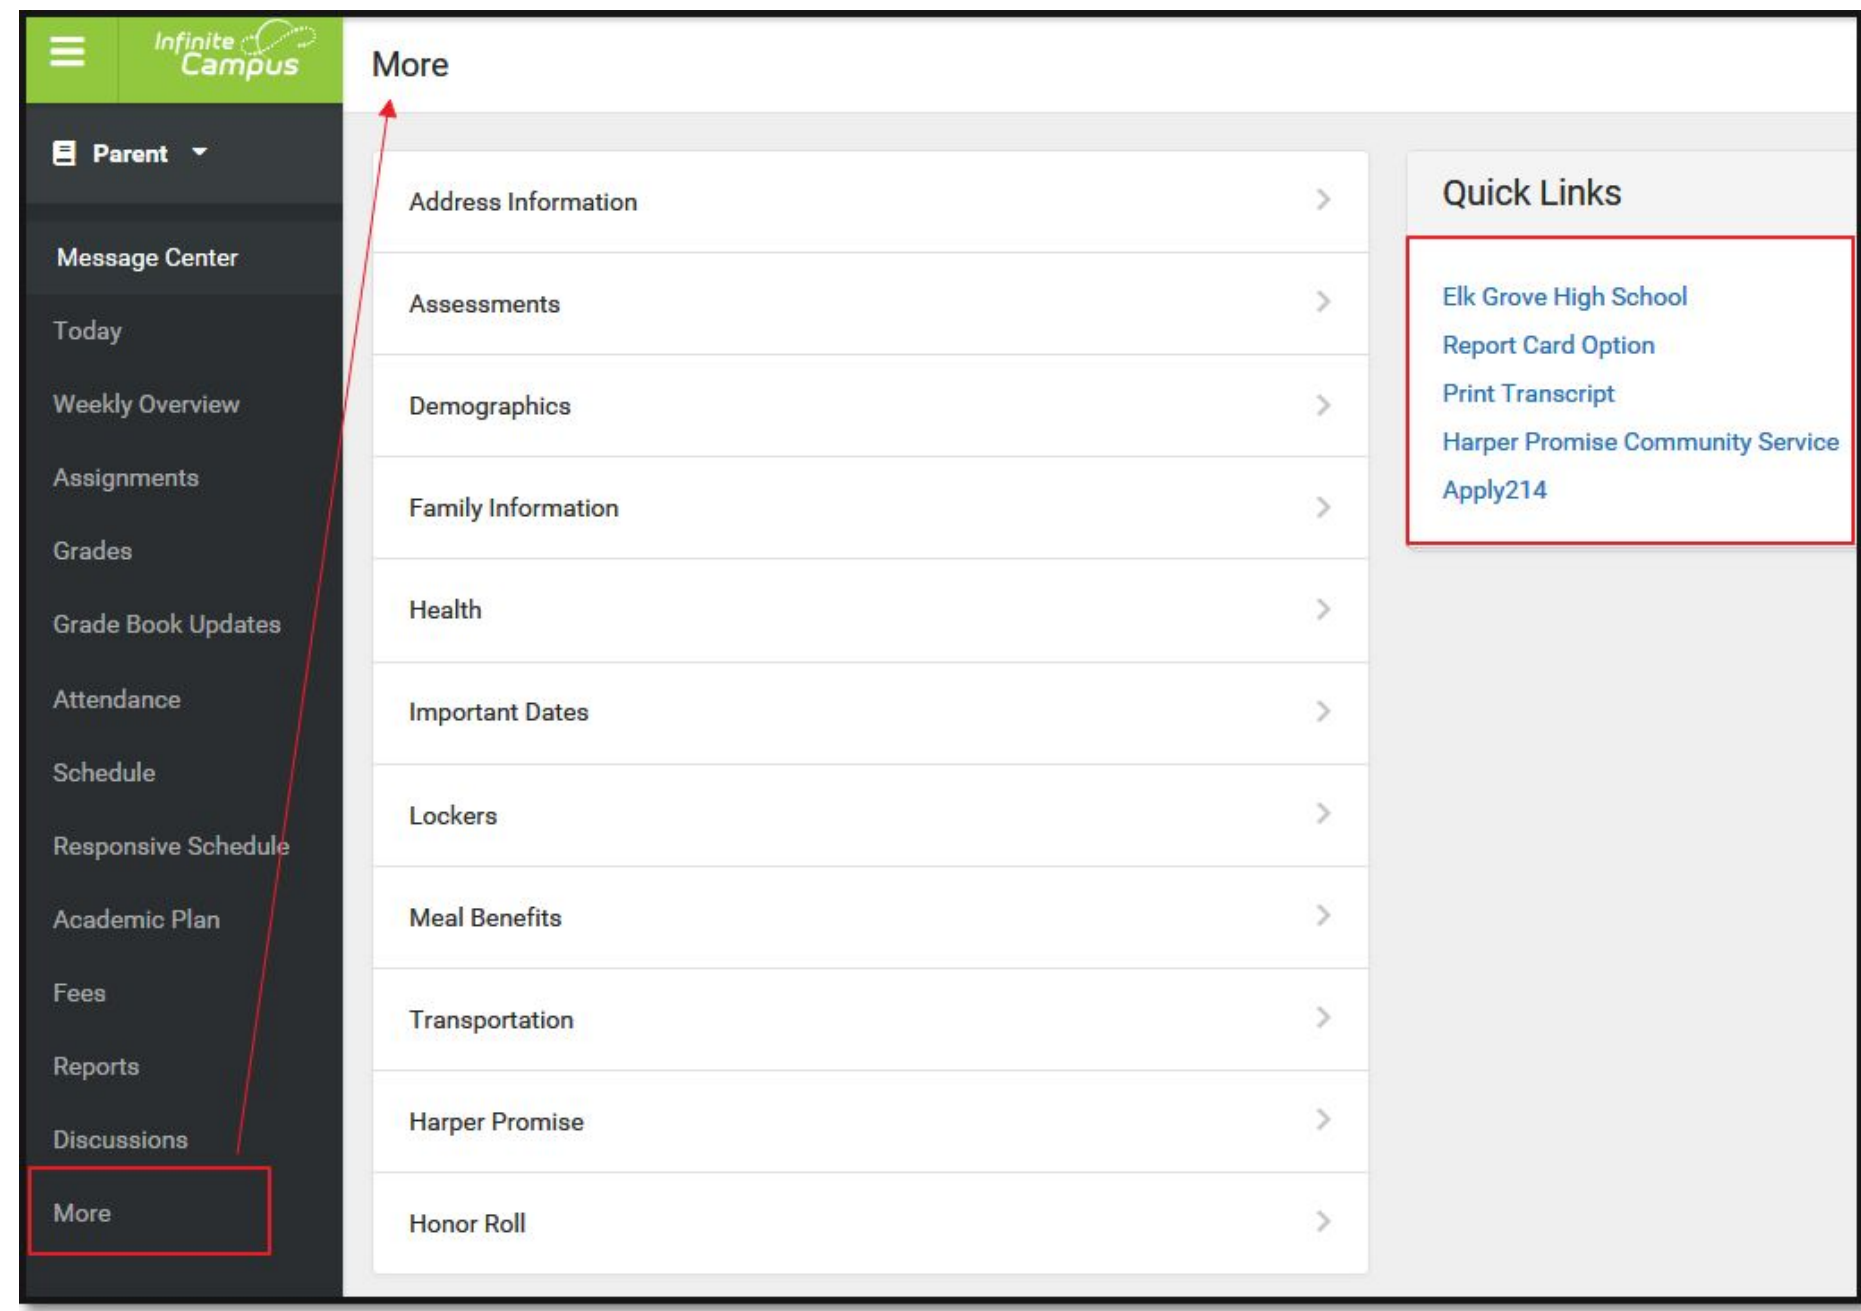 Infinite
Campus
More
Parent
Message Center
Today
Weekly Overview
Assignments
Grades
Grade Book Updates
Attendance
Schedule
Responsive Schedule
Academic Plan
Fees
Reports
Discussions
More
Address Information
Assessments
Demographics
Family Information
Health
Important Dates
Lockers
Meal Benefits
Transportation
Harper Promise
Honor Roll
Quick Links
Elk Grove High School
Report Card Option
Print Transcript
Harper Promise Community Service
Apply214